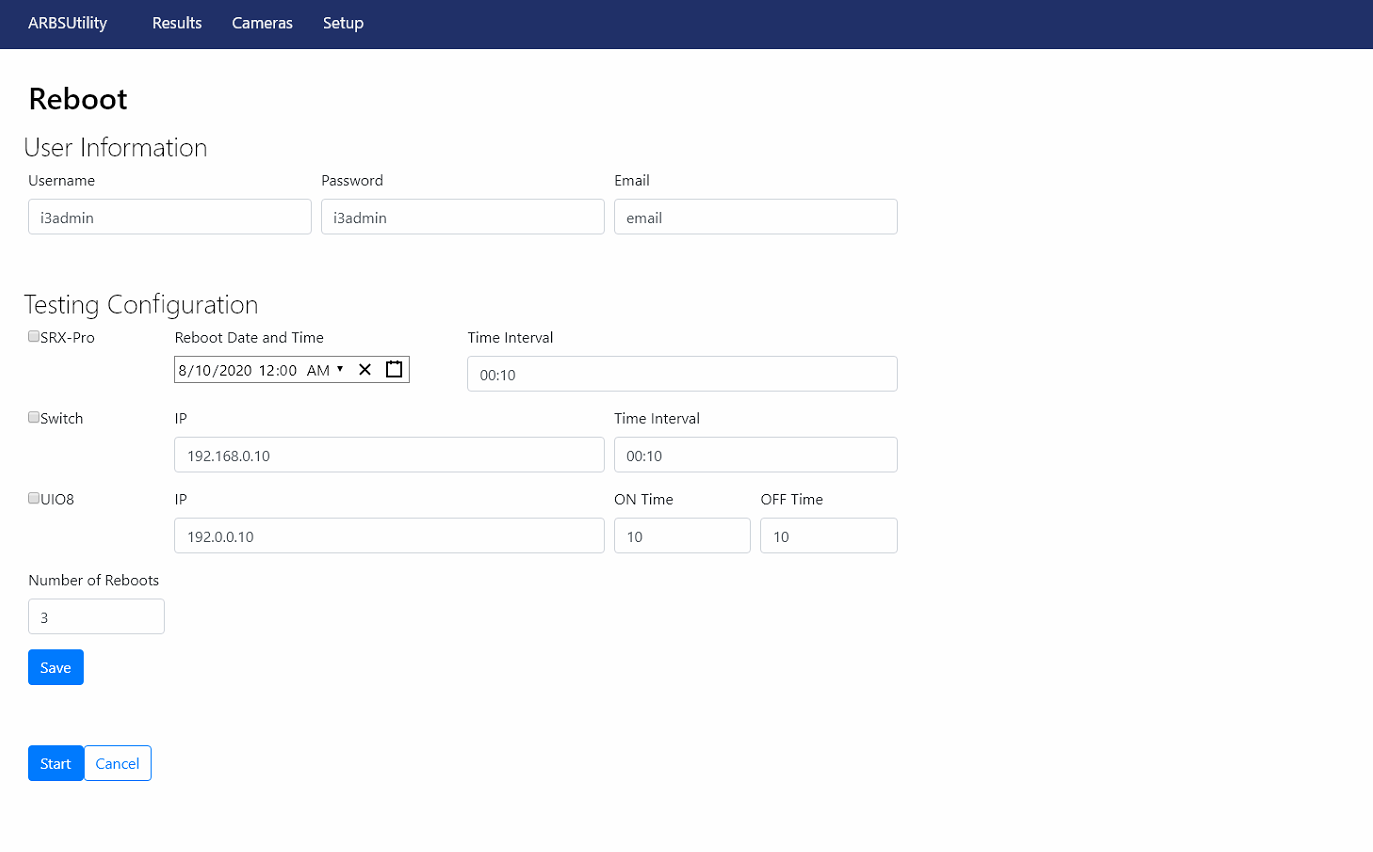 ARBSUtility Results Cameras Setup
Reboot
User Information
Username Password Email
i3admin i3admin email
Testing Configuration
SRX-Pro Reboot Date and Time Time Interval
8/10/2020 12:00 AM 00:10
Switch IP Time Interval
192.168.0.10 00:10
UIO8 IP ON Time OFF Time
192.0.0.10 10 10
Number of Reboots
3
Save
Start Cancel